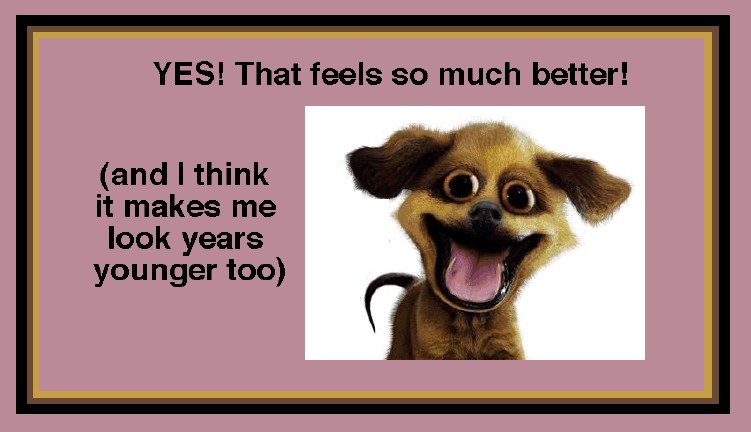 YES! That feels so much better!
(and I think
it makes me
look years
younger too)